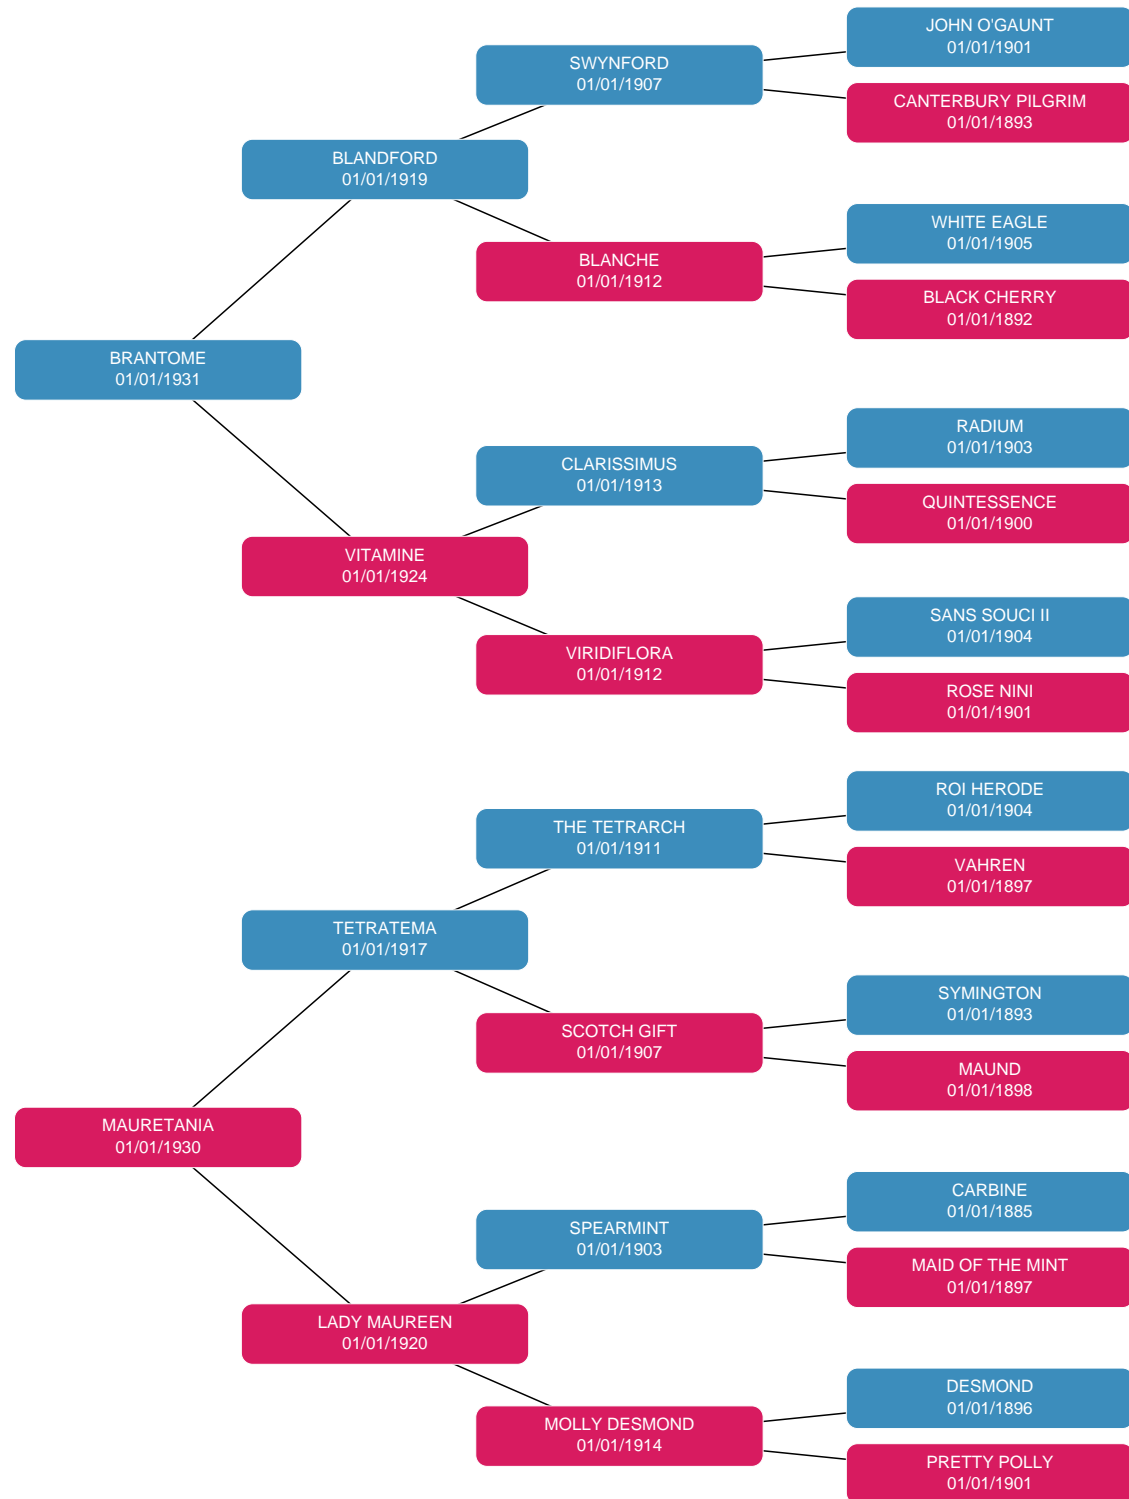 JOHN O'GAUNT
01/01/1901
SWYNFORD
01/01/1907
CANTERBURY PILGRIM
01/01/1893
BLANDFORD
01/01/1919
WHITE EAGLE
01/01/1905
BLANCHE
01/01/1912
BLACK CHERRY
01/01/1892
BRANTOME
01/01/1931
RADIUM
01/01/1903
CLARISSIMUS
01/01/1913
QUINTESSENCE
01/01/1900
VITAMINE
01/01/1924
SANS SOUCI II
01/01/1904
VIRIDIFLORA
01/01/1912
ROSE NINI
01/01/1901
ROI HERODE
01/01/1904
THE TETRARCH
01/01/1911
VAHREN
01/01/1897
TETRATEMA
01/01/1917
SYMINGTON
01/01/1893
SCOTCH GIFT
01/01/1907
MAUND
01/01/1898
MAURETANIA
01/01/1930
CARBINE
01/01/1885
SPEARMINT
01/01/1903
MAID OF THE MINT
01/01/1897
LADY MAUREEN
01/01/1920
DESMOND
01/01/1896
MOLLY DESMOND
01/01/1914
PRETTY POLLY
01/01/1901